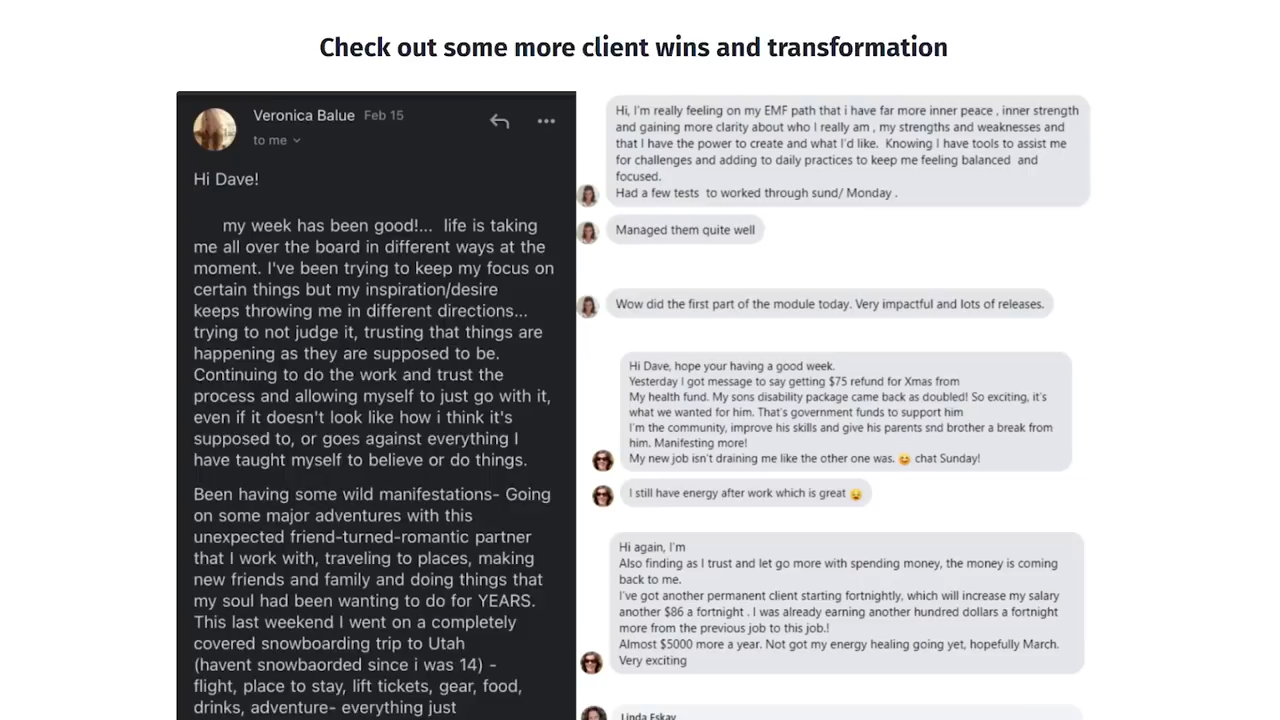 Check out some more client wins and transformation
Veronica Balue Feb 15
to me
Hi Dave!
my week has been good!... life is taking
me all over the board in different ways at the
moment. I've been trying to keep my focus on
certain things but my inspiration/desire
keeps throwing me in different directions...
trying to not judge it, trusting that things are
happening as they are supposed to be.
Continuing to do the work and trust the
process and allowing myself to just go with it,
even if it doesn't look like how i think it's
supposed to, or goes against everything I
have taught myself to believe or do things.
Been having some wild manifestations- Going
on some major adventures with this
unexpected friend-turned-romantic partner
that I work with, traveling to places, making
new friends and family and doing things that
my soul had been wanting to do for YEARS.
This last weekend I went on a completely
covered snowboarding trip to Utah
(havent snowbaorded since i was 14) -
flight, place to stay, lift tickets, gear, food,
drinks, adventure- everything just
Hi, I'm really feeling on my EMF path that i have far more inner peace , inner strength
and gaining more clarity about who I really am , my strengths and weaknesses and
that I have the power to create and what I'd like. Knowing I have tools to assist me
for challenges and adding to daily practices to keep me feeling balanced and
focused.
Had a few tests to worked through sund/ Monday .
Managed them quite well
Wow did the first part of the module today. Very impactful and lots of releases.
Hi Dave, hope your having a good week.
Yesterday I got message to say getting $75 refund for Xmas from
My health fund. My sons disability package came back as doubled! So exciting, it's
what we wanted for him. That's government funds to support him
I'm the community, improve his skills and give his parents snd brother a break from
him. Manifesting more!
My new job isn't draining me like the other one was. 😊 chat Sunday!
I still have energy after work which is great 😌
Hi again, I'm
Also finding as I trust and let go more with spending money, the money is coming
back to me.
I've got another permanent client starting fortnightly, which will increase my salary
another $86 a fortnight . I was already earning another hundred dollars a fortnight
more from the previous job to this job.!
Almost $5000 more a year. Not got my energy healing going yet, hopefully March.
Very exciting
Linda Eskay